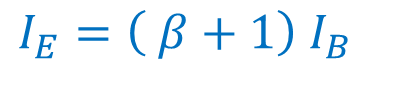 I_E = ( β + 1 ) I_B